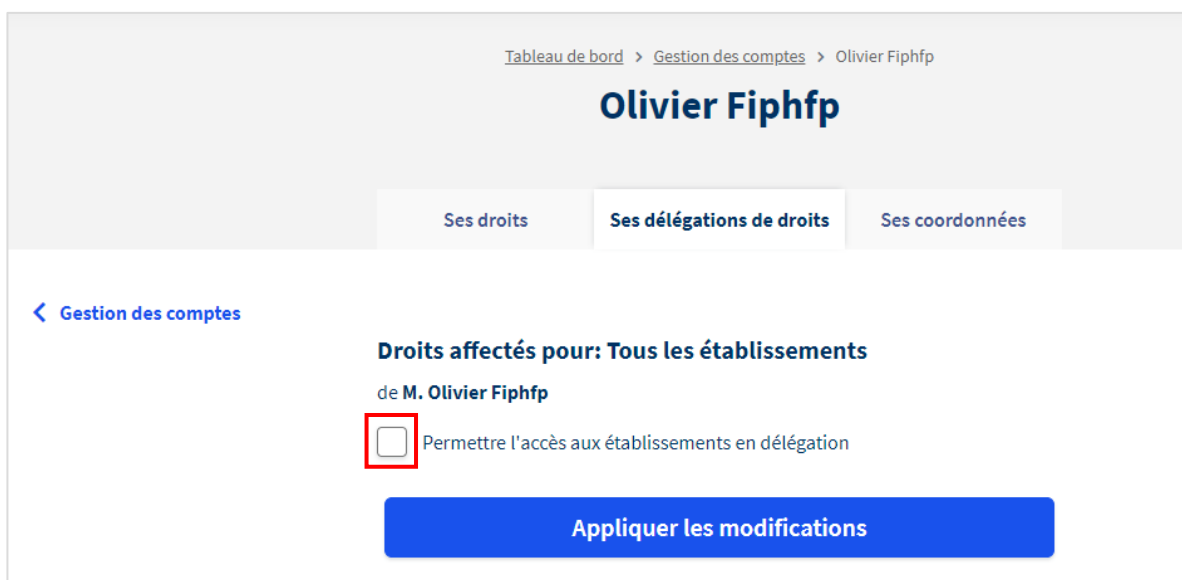 Tableau de bord > Gestion des comptes > Olivier Fiphfp
Olivier Fiphfp
Ses droits Ses délégations de droits Ses coordonnées
Gestion des comptes
Droits affectés pour: Tous les établissements
de M. Olivier Fiphfp
Permettre l'accès aux établissements en délégation
Appliquer les modifications